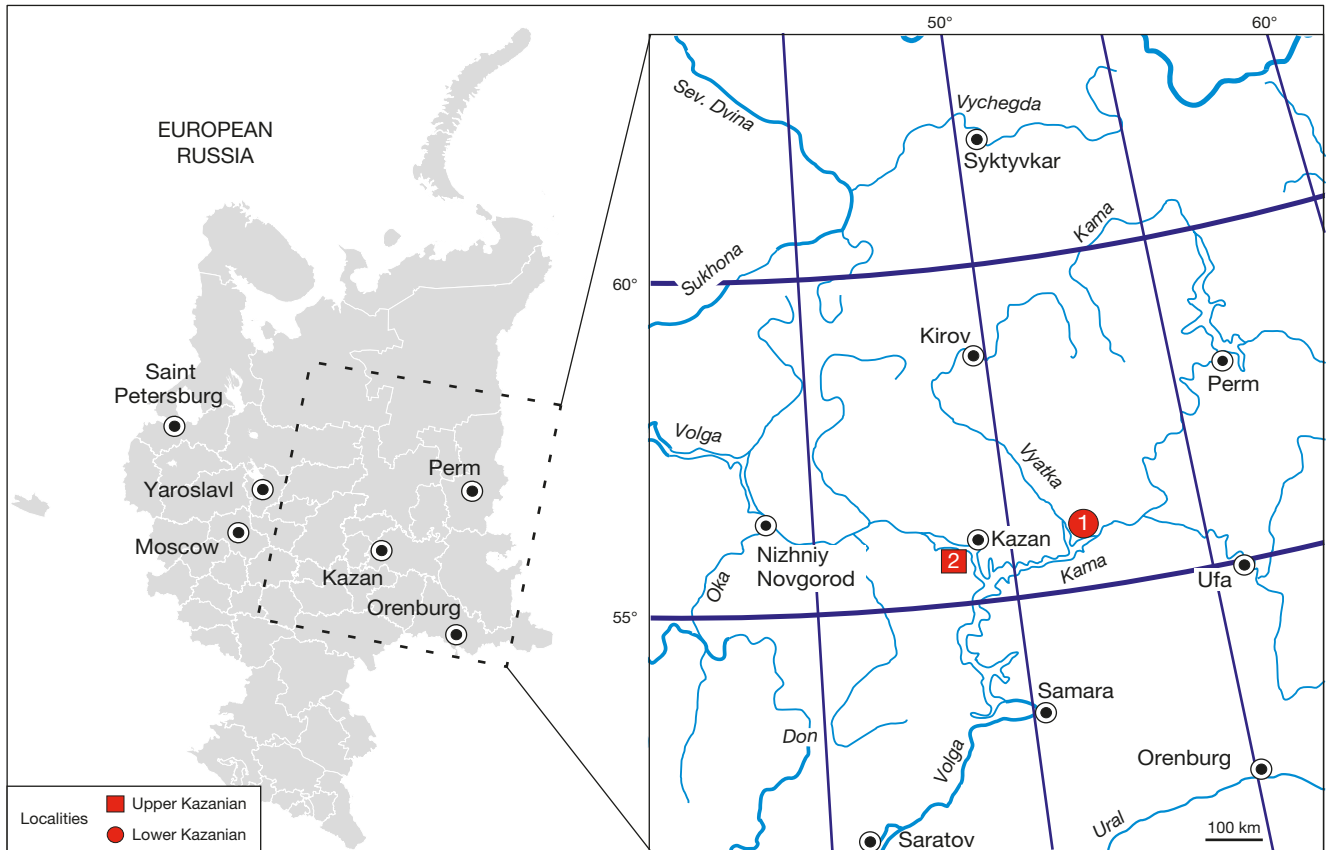 EUROPEAN
RUSSIA
Saint
Petersburg
Yaroslavl
Moscow
Perm
Kazan
Orenburg
Localities
Upper Kazanian
Lower Kazanian
50°
60°
Sev. Dvina
Vychegda
Syktyvkar
Kama
Sukhona
60°
Kirov
Perm
Volga
Vyatka
1
Nizhniy
Novgorod
Kazan
2
Kama
Ufa
Oka
55°
Samara
Don
Volga
Orenburg
Ural
100 km
Saratov